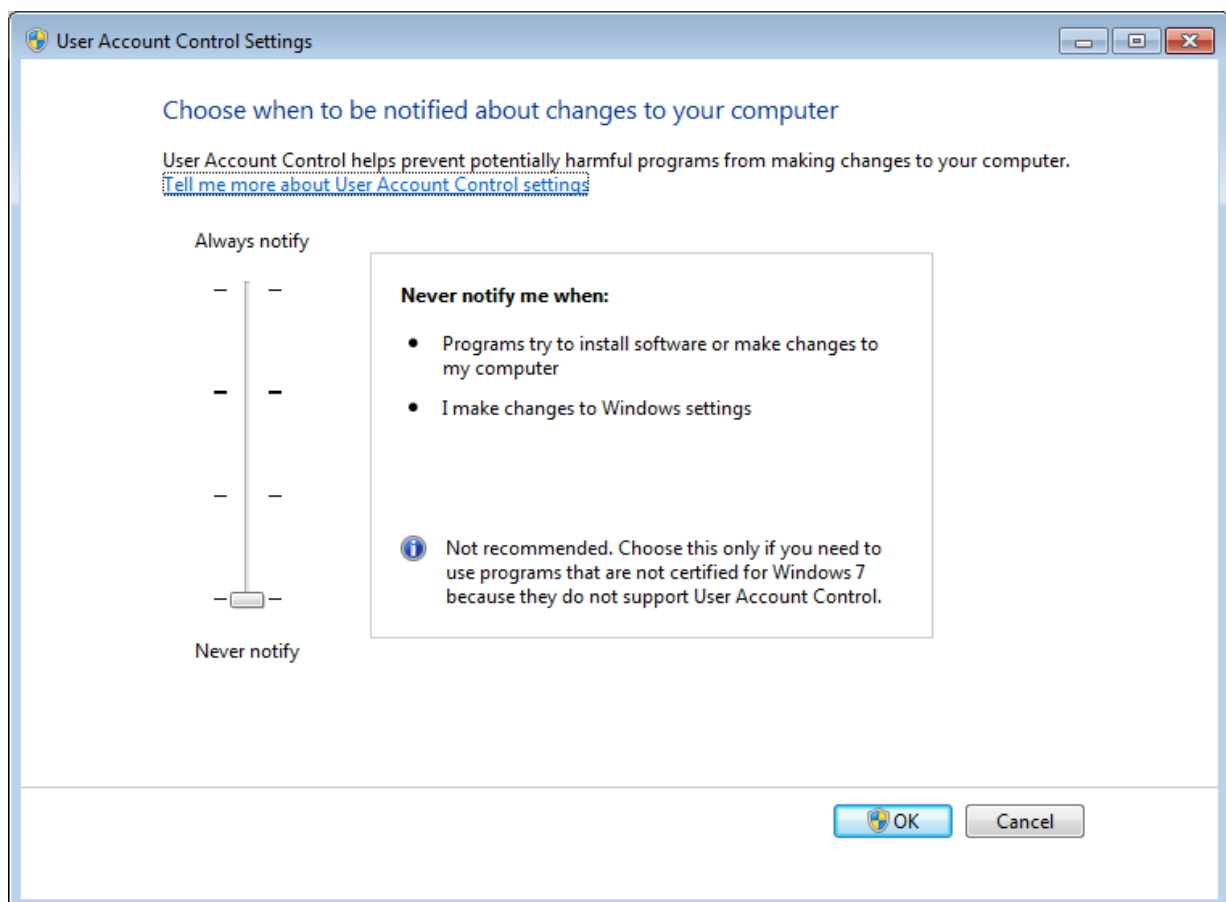 User Account Control Settings
Choose when to be notified about changes to your computer
User Account Control helps prevent potentially harmful programs from making changes to your computer.
Tell me more about User Account Control settings
Always notify
Never notify me when:
Programs try to install software or make changes to
my computer
I make changes to Windows settings
Not recommended. Choose this only if you need to
use programs that are not certified for Windows 7
because they do not support User Account Control.
Never notify
OK
Cancel